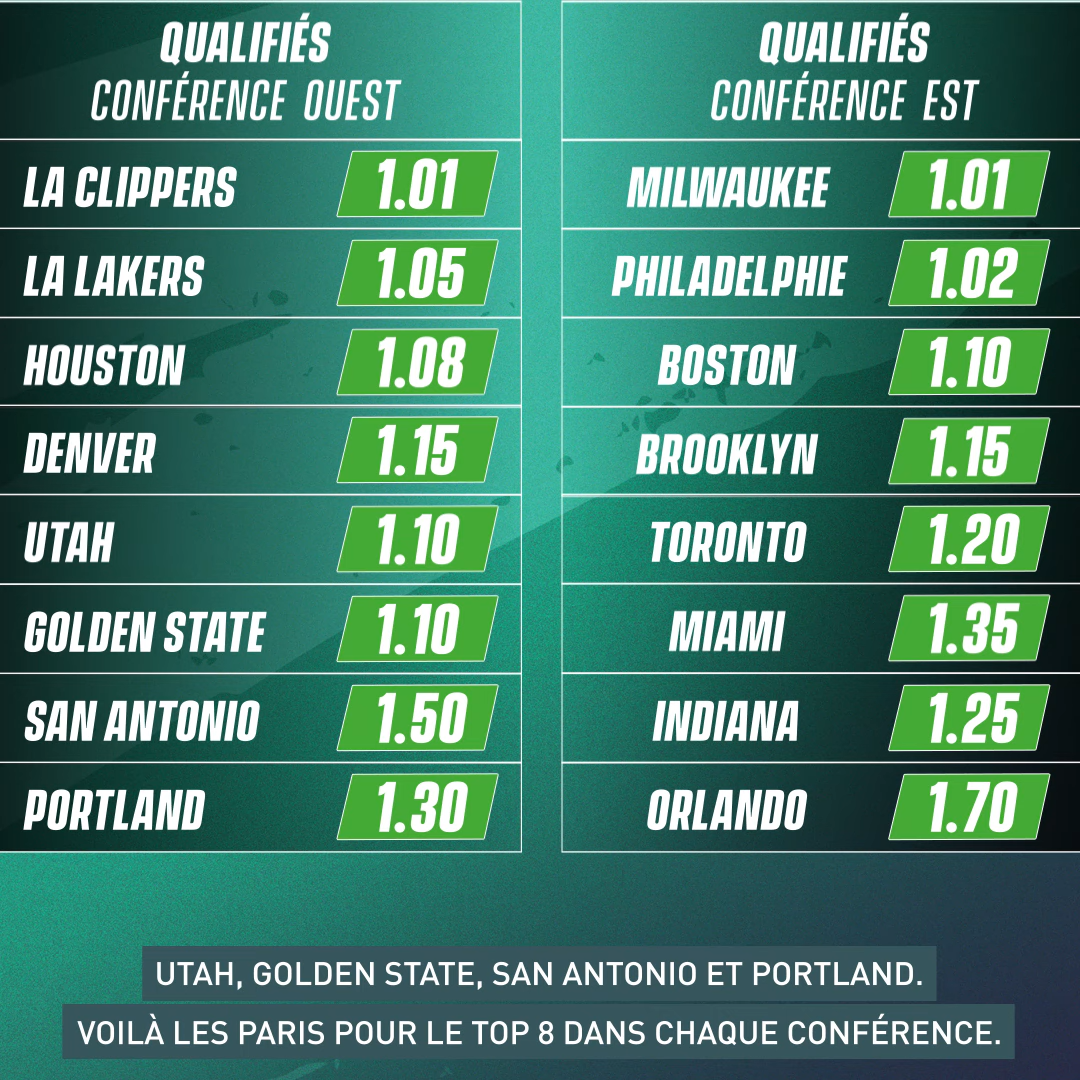 QUALIFIÉS
CONFÉRENCE OUEST
LA CLIPPERS 1.01
LA LAKERS 1.05
HOUSTON 1.08
DENVER 1.15
UTAH 1.10
GOLDEN STATE 1.10
SAN ANTONIO 1.50
PORTLAND 1.30
QUALIFIÉS
CONFÉRENCE EST
MILWAUKEE 1.01
PHILADELPHIE 1.02
BOSTON 1.10
BROOKLYN 1.15
TORONTO 1.20
MIAMI 1.35
INDIANA 1.25
ORLANDO 1.70
UTAH, GOLDEN STATE, SAN ANTONIO ET PORTLAND.
VOILÀ LES PARIS POUR LE TOP 8 DANS CHAQUE CONFÉRENCE.